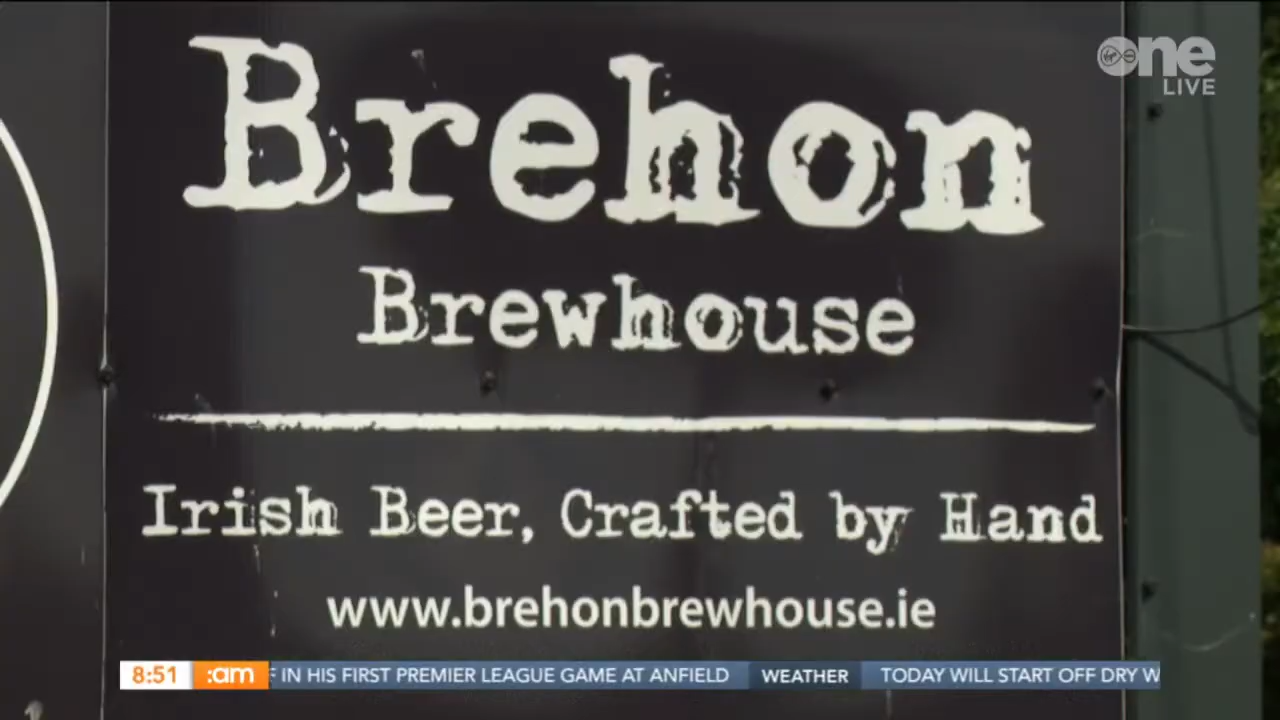 one
LIVE
Brehon
Brewhouse
Irish Beer, Crafted by Hand
www.brehonbrewhouse.ie
8:51 :am IN HIS FIRST PREMIER LEAGUE GAME AT ANFIELD WEATHER TODAY WILL START OFF DRY